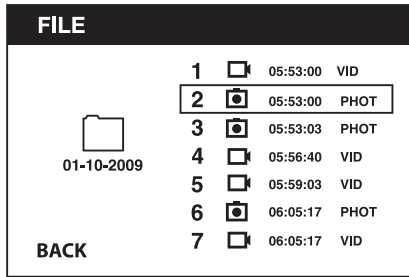 FILE
1 05:53:00 VID
2 05:53:00 PHOT
3 05:53:03 PHOT
4 05:56:40 VID
5 05:59:03 VID
6 06:05:17 PHOT
7 06:05:17 VID
01-10-2009
BACK